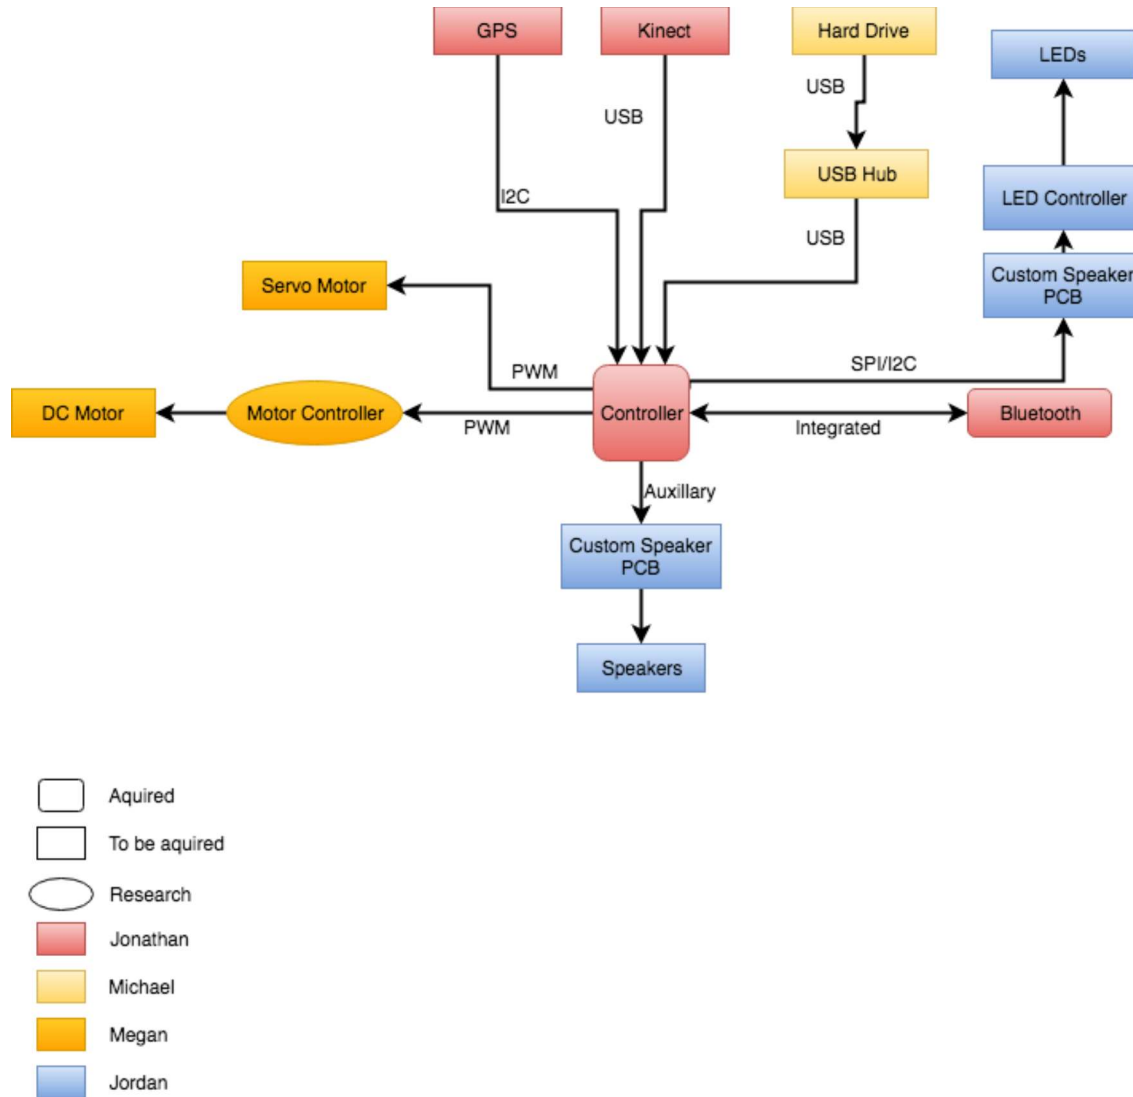 GPS
Kinect
Hard Drive
LEDs
USB
USB
USB Hub
LED Controller
I2C
USB
Custom Speaker
PCB
Servo Motor
PWM
SPI/I2C
DC Motor
Motor Controller
PWM
Controller
Integrated
Bluetooth
Auxillary
Custom Speaker
PCB
Speakers
Aquired
To be aquired
Research
Jonathan
Michael
Megan
Jordan